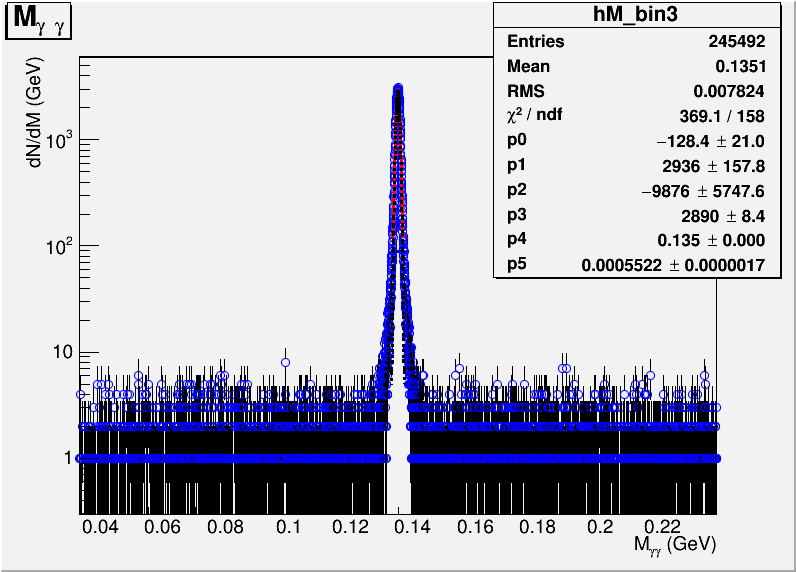 M γ γ
hM_bin3
Entries 245492
Mean 0.1351
RMS 0.007824
χ² / ndf 369.1 / 158
p0 −128.4 ± 21.0
p1 2936 ± 157.8
p2 −9876 ± 5747.6
p3 2890 ± 8.4
p4 0.135 ± 0.000
p5 0.0005522 ± 0.0000017
dN/dM (GeV)
10³
10²
10
1
0.04 0.06 0.08 0.1 0.12 0.14 0.16 0.18 0.2 0.22
Mγγ (GeV)